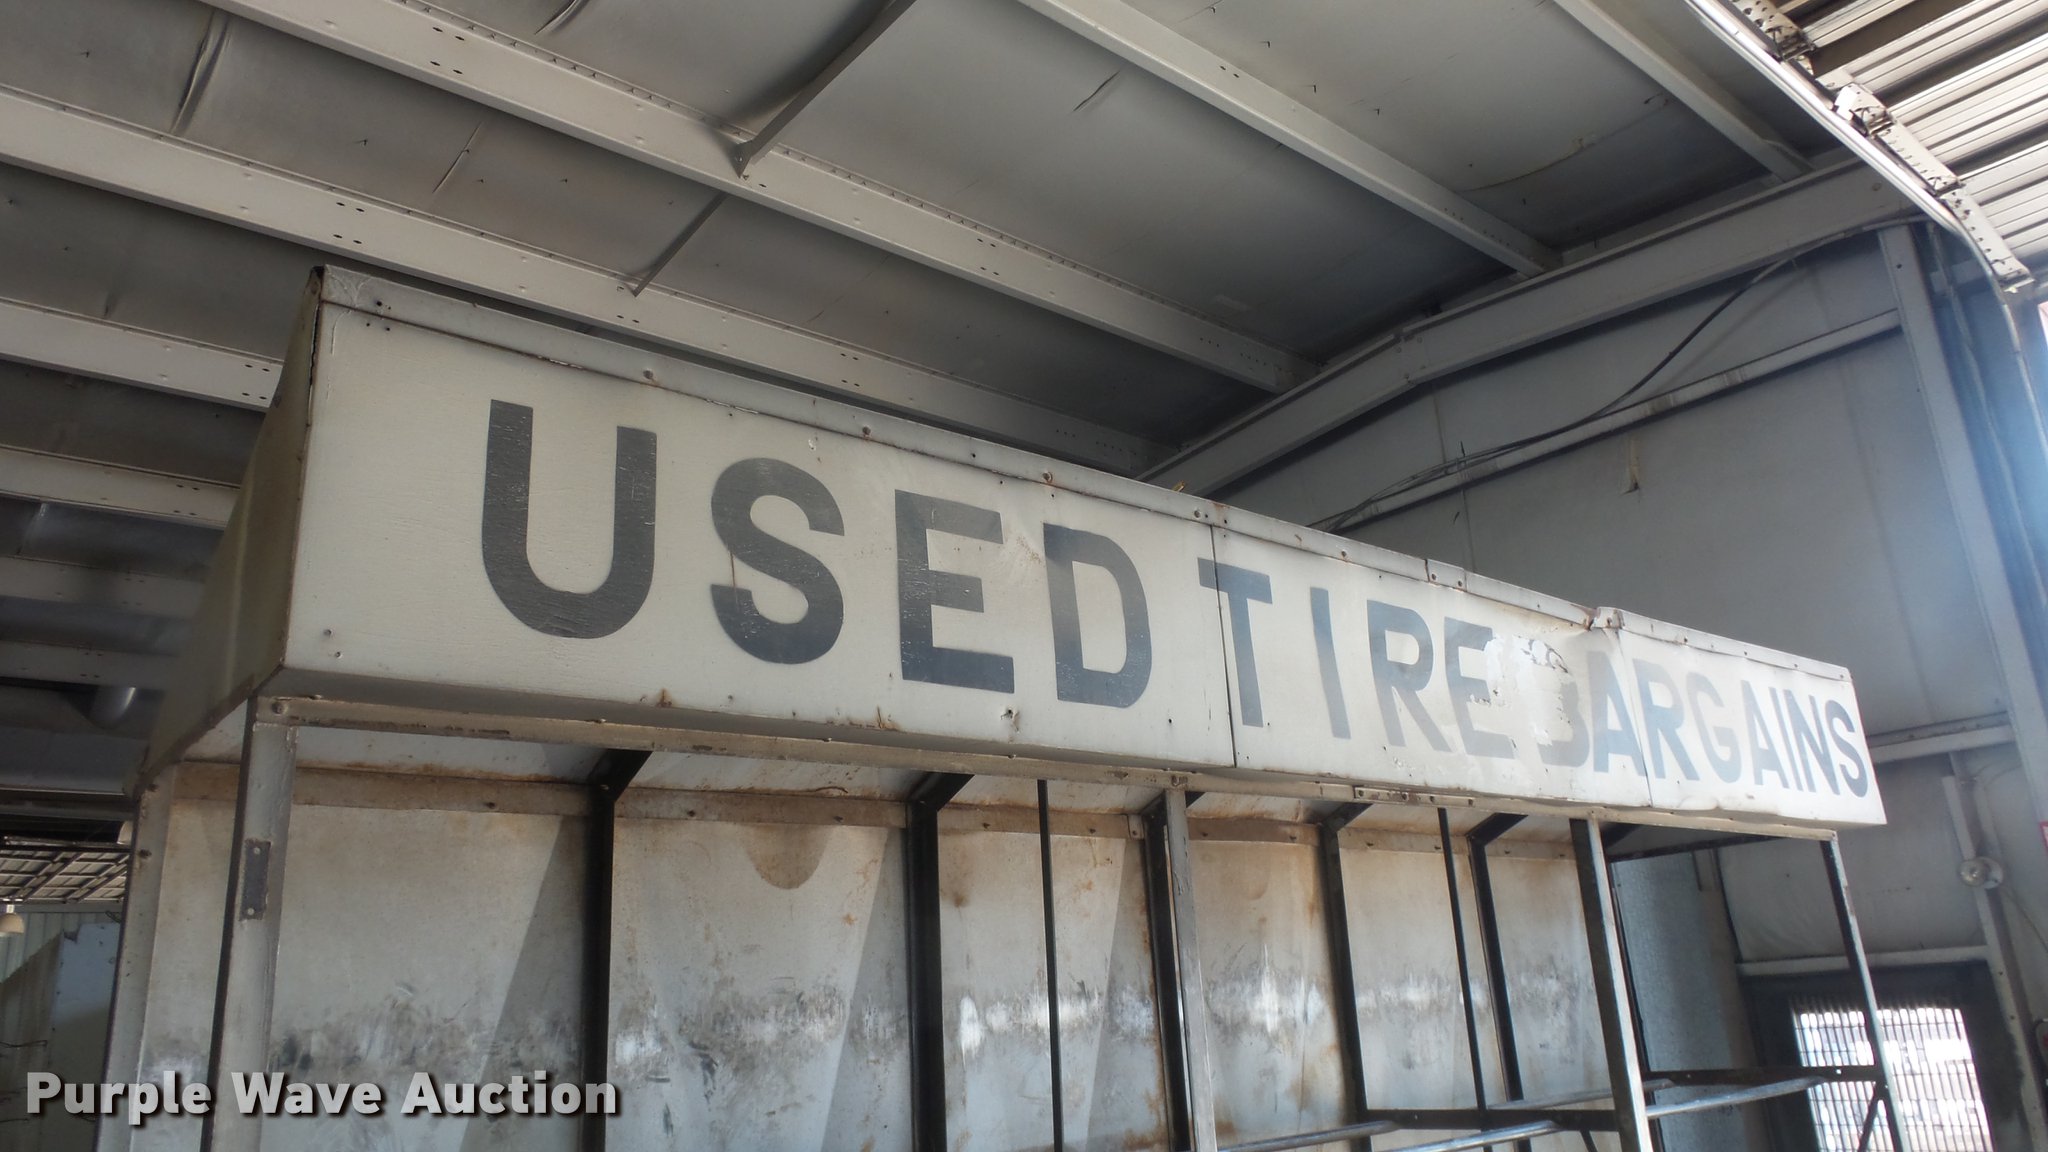 USED TIRE BARGAINS
Purple Wave Auction